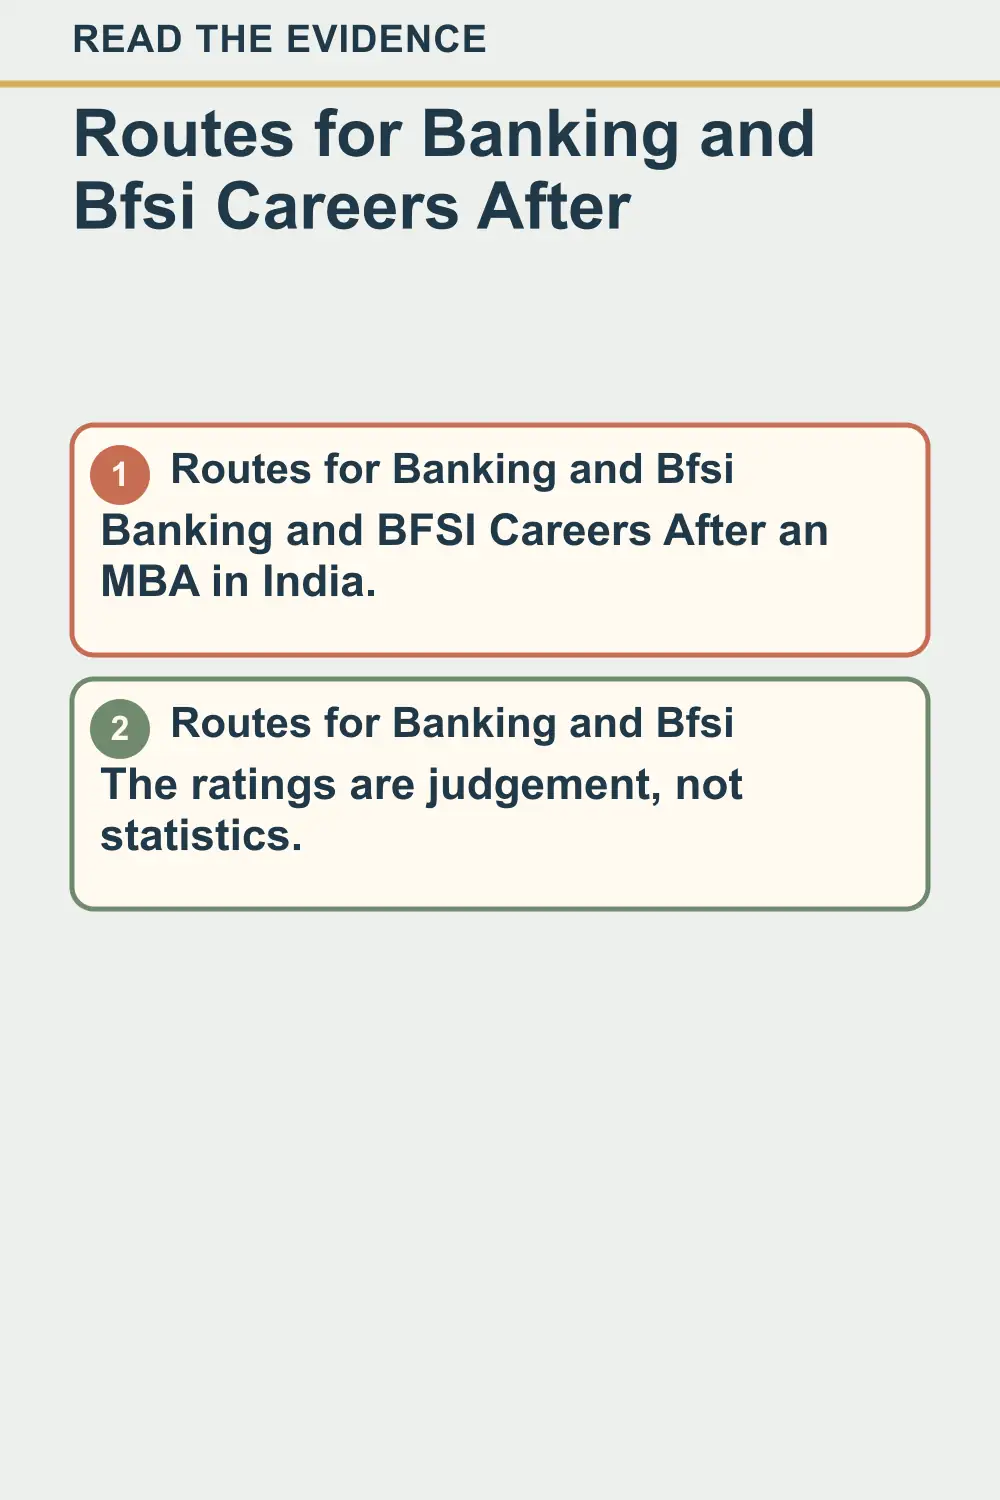 READ THE EVIDENCE
Routes for Banking and
Bfsi Careers After
1 Routes for Banking and Bfsi
Banking and BFSI Careers After an
MBA in India.
2 Routes for Banking and Bfsi
The ratings are judgement, not
statistics.